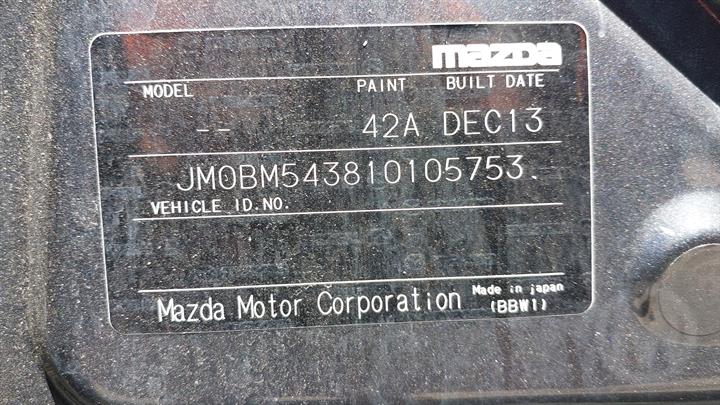 mazda
MODEL PAINT BUILT DATE
-- 42A DEC13
JM0BM543810105753.
VEHICLE ID.NO.
Mazda Motor Corporation Made in japan
(BBW1)